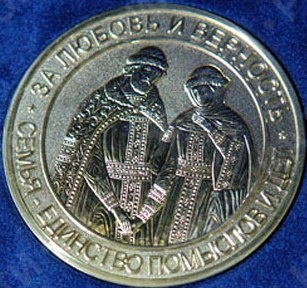 ЗА ЛЮБОВЬ И ВЕРНОСТЬ
СЕМЬЯ - ЕДИНСТВО ПОМЫСЛОВ И ДЕЛ